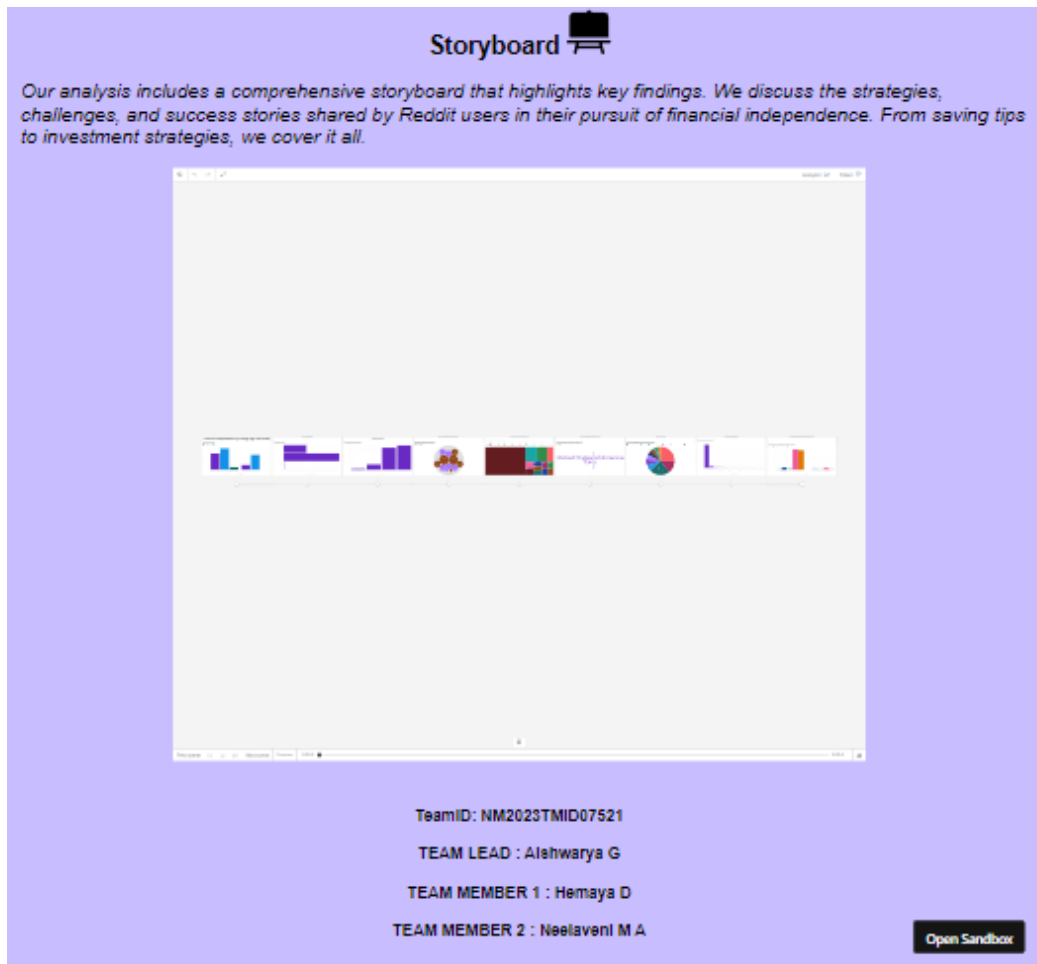 Storyboard
Our analysis includes a comprehensive storyboard that highlights key findings. We discuss the strategies,
challenges, and success stories shared by Reddit users in their pursuit of financial independence. From saving tips
to investment strategies, we cover it all.
TeamID: NM2023TMID07521
TEAM LEAD : Aishwarya G
TEAM MEMBER 1 : Hemaya D
TEAM MEMBER 2 : Neelaveni M A
Open Sandbox